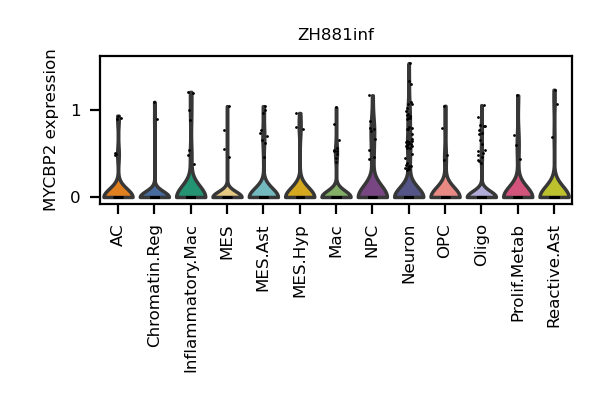 ZH881inf
MYCBP2 expression
1
0
AC
Chromatin.Reg
Inflammatory.Mac
MES
MES.Ast
MES.Hyp
Mac
NPC
Neuron
OPC
Oligo
Prolif.Metab
Reactive.Ast